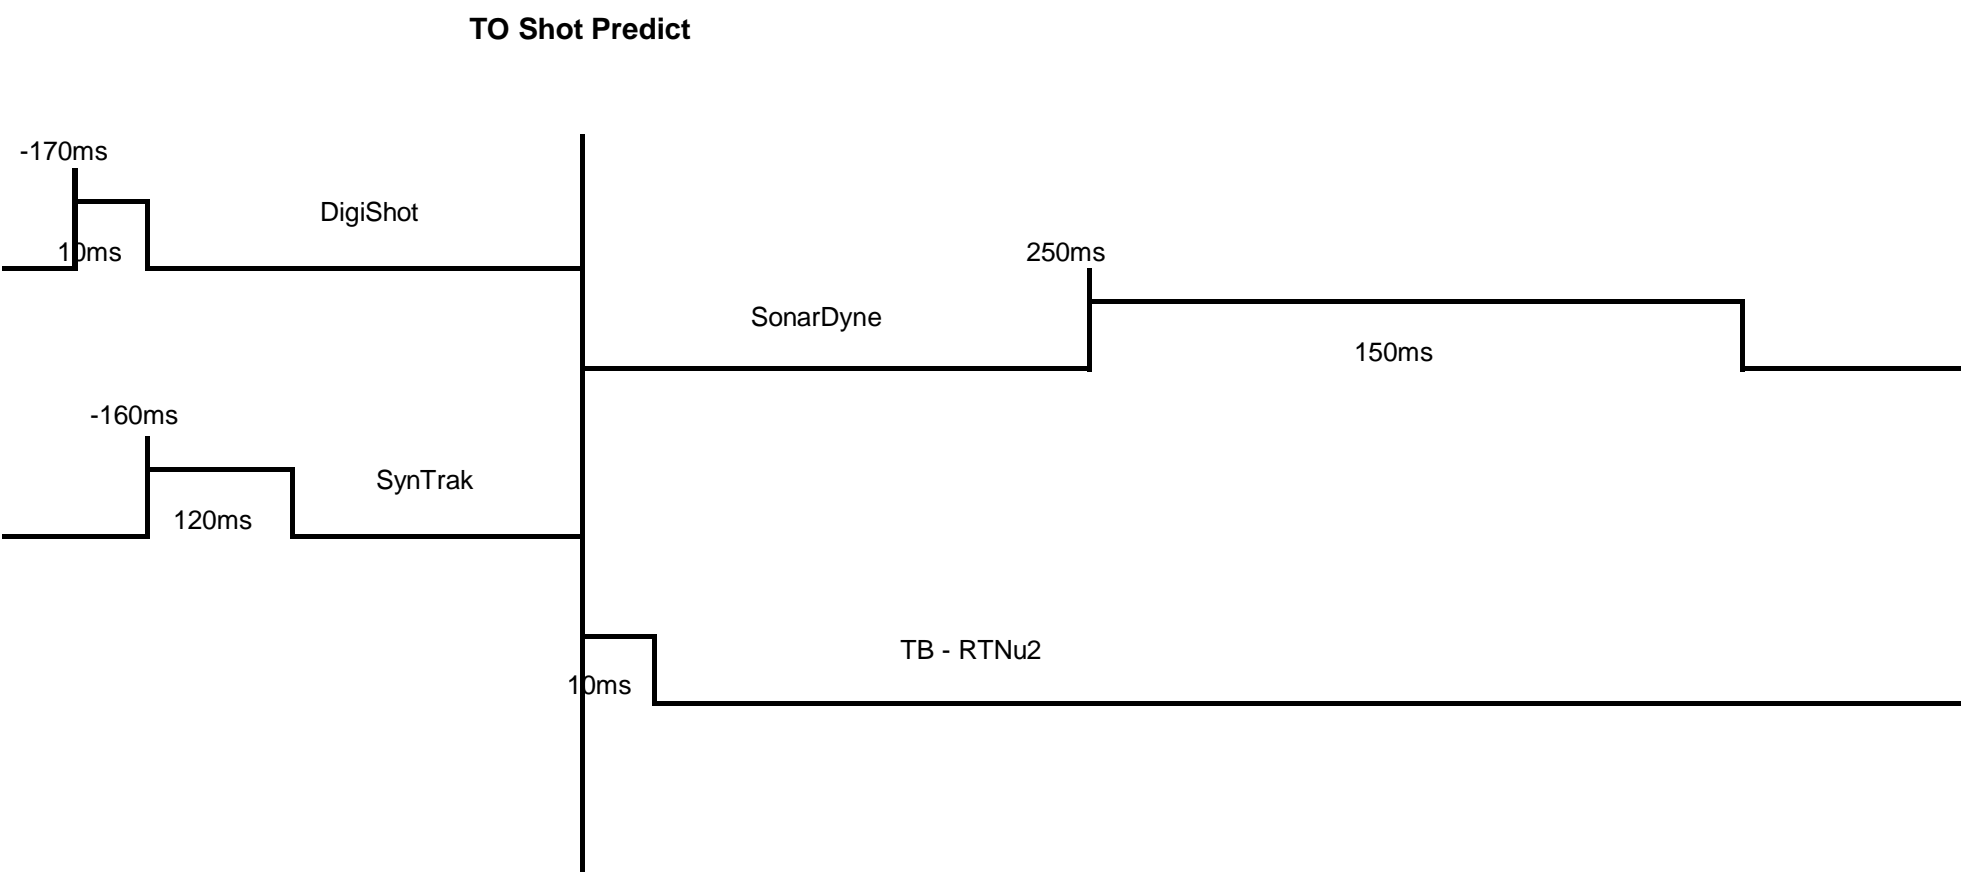 TO Shot Predict
-170ms
DigiShot
10ms
250ms
SonarDyne
150ms
-160ms
SynTrak
120ms
TB - RTNu2
10ms